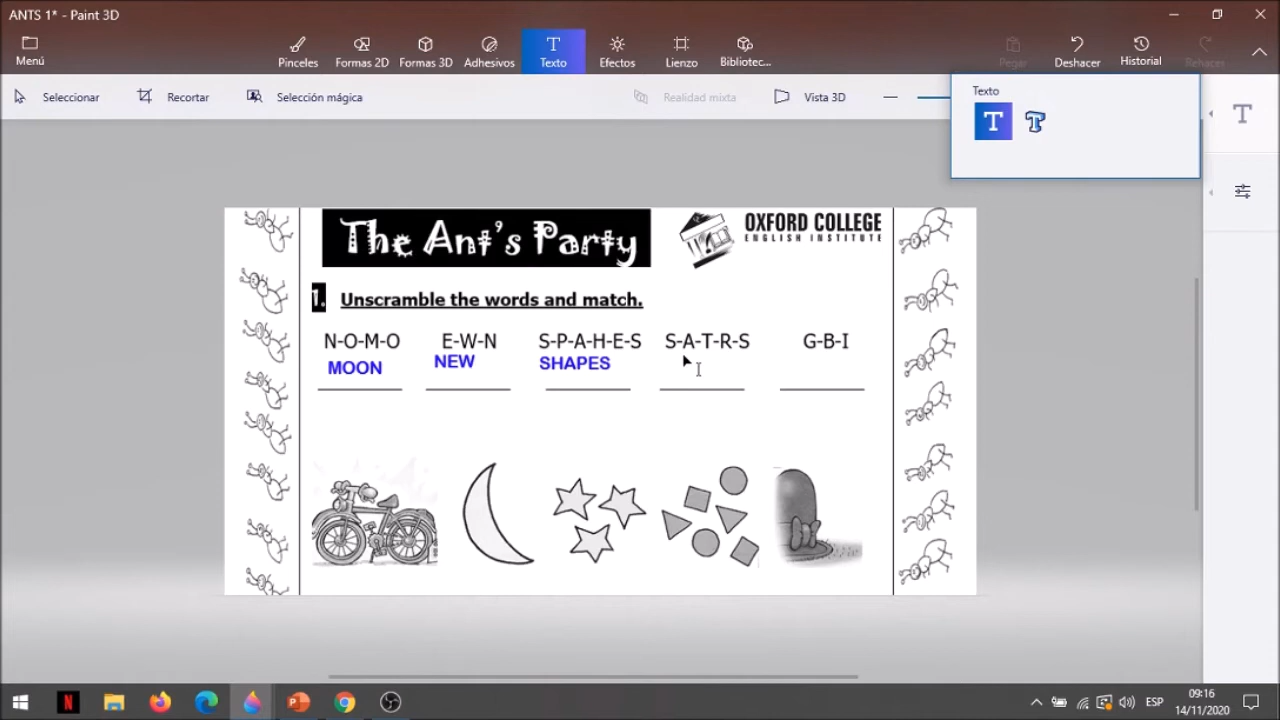 ANTS 1* - Paint 3D
Menú
Pinceles
Formas 2D
Formas 3D
Adhesivos
Texto
Efectos
Lienzo
Bibliotec...
Pegar
Deshacer
Historial
Rehacer
Seleccionar
Recortar
Selección mágica
Realidad mixta
Vista 3D
Texto
The Ant's Party
OXFORD COLLEGE
ENGLISH INSTITUTE
1. Unscramble the words and match.
N-O-M-O E-W-N S-P-A-H-E-S S-A-T-R-S G-B-I
MOON NEW SHAPES
ESP
09:16
14/11/2020